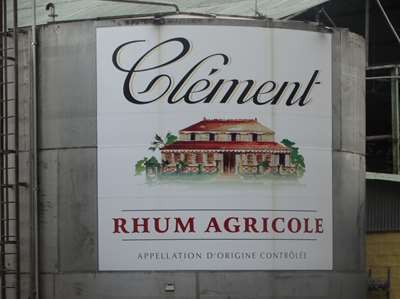 Clément
RHUM AGRICOLE
APPELLATION D'ORIGINE CONTRÔLÉE